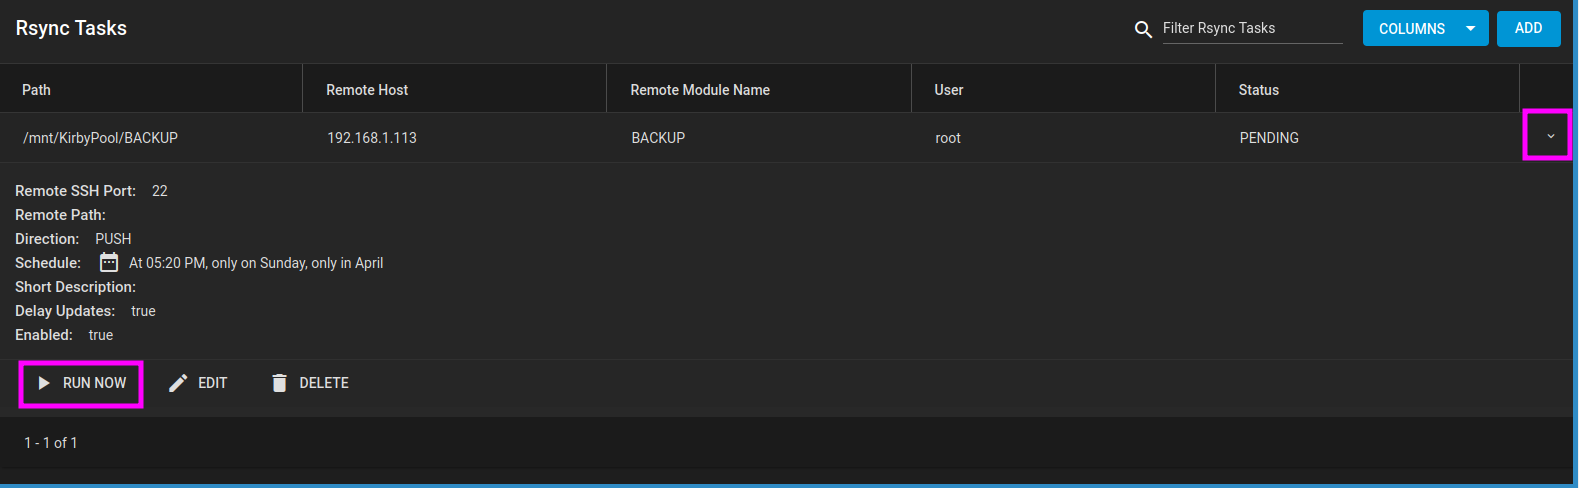 Rsync Tasks
Filter Rsync Tasks
COLUMNS
ADD
Path Remote Host Remote Module Name User Status
/mnt/KirbyPool/BACKUP 192.168.1.113 BACKUP root PENDING
Remote SSH Port: 22
Remote Path:
Direction: PUSH
Schedule: At 05:20 PM, only on Sunday, only in April
Short Description:
Delay Updates: true
Enabled: true
RUN NOW EDIT DELETE
1 - 1 of 1